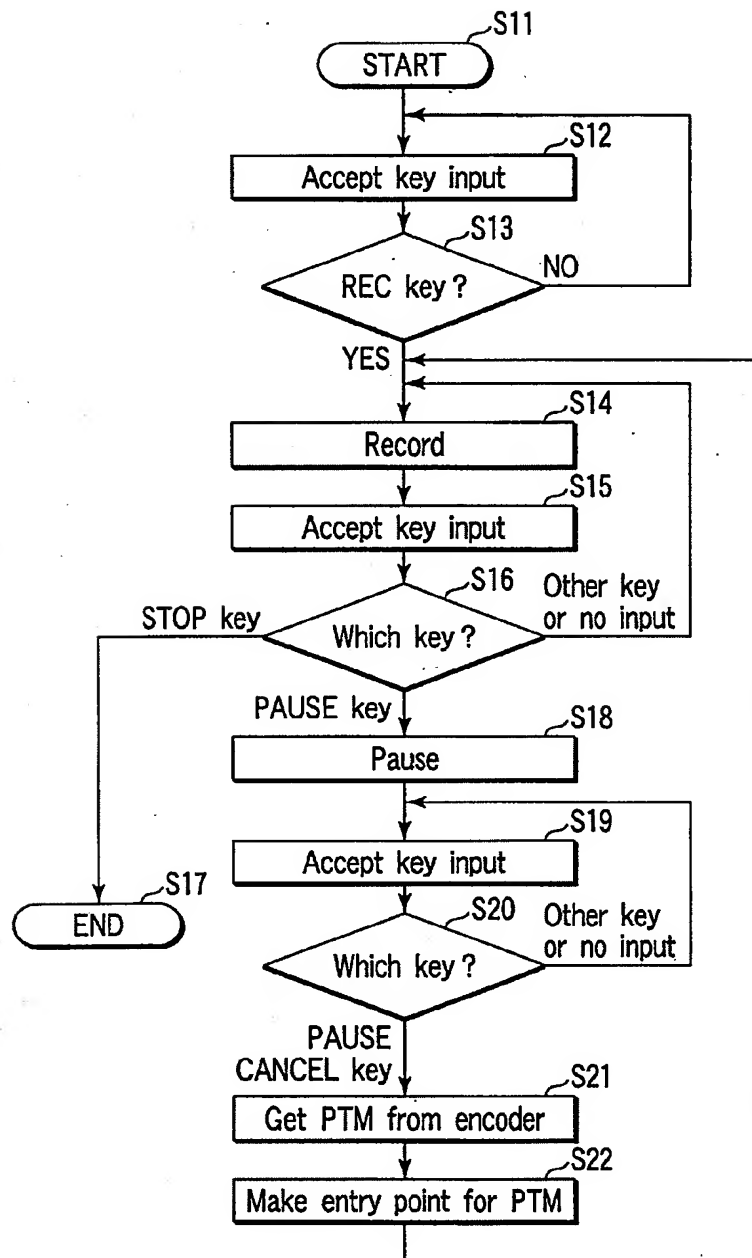 S11
START
S12
Accept key input
S13
REC key?
NO
YES
S14
Record
S15
Accept key input
S16
Other key
or no input
STOP key
Which key?
PAUSE key
S18
Pause
S19
Accept key input
S17
END
S20
Other key
or no input
Which key?
PAUSE
CANCEL key
S21
Get PTM from encoder
S22
Make entry point for PTM